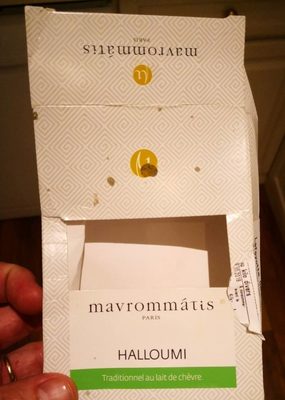 mavrommátis
PARIS
mavrommátis
PARIS
HALLOUMI
Traditionnel au lait de chèvre.